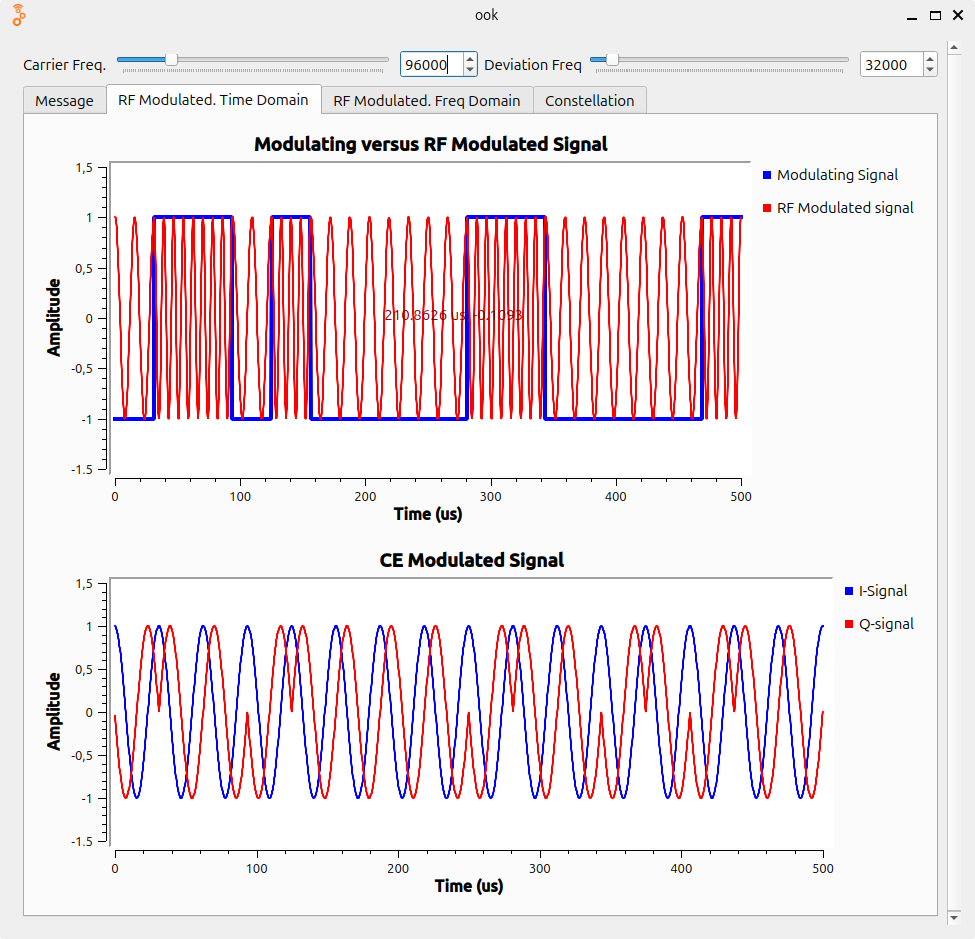 ook
Carrier Freq. 96000 Deviation Freq 32000
Message RF Modulated. Time Domain RF Modulated. Freq Domain Constellation
Modulating versus RF Modulated Signal
1,5
1
0,5
0
-0,5
-1
-1.5
Amplitude
210.8626 us, -0.1093
Modulating Signal
RF Modulated signal
0 100 200 300 400 500
Time (us)
CE Modulated Signal
1,5
1
0,5
0
-0,5
-1
-1.5
Amplitude
I-Signal
Q-signal
0 100 200 300 400 500
Time (us)